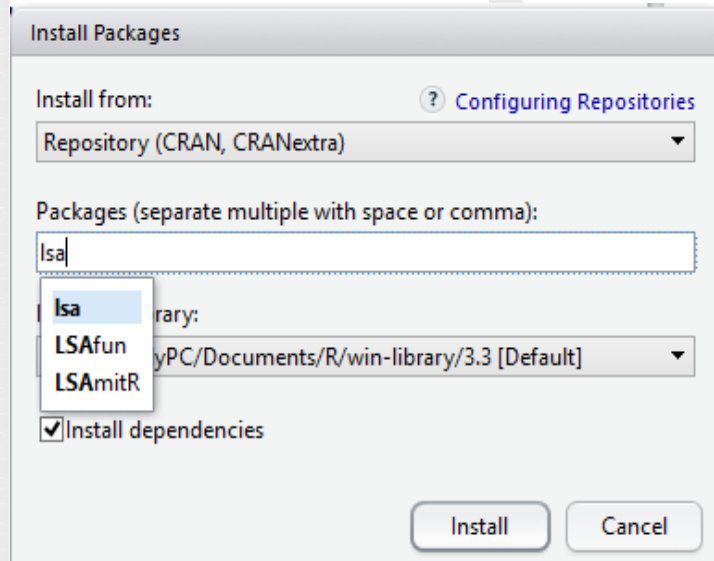 Install Packages
Install from:
? Configuring Repositories
Repository (CRAN, CRANextra)
Packages (separate multiple with space or comma):
lsa
lsa
LSAfun
LSAmitR
rary:
yPC/Documents/R/win-library/3.3 [Default]
Install dependencies
Install
Cancel